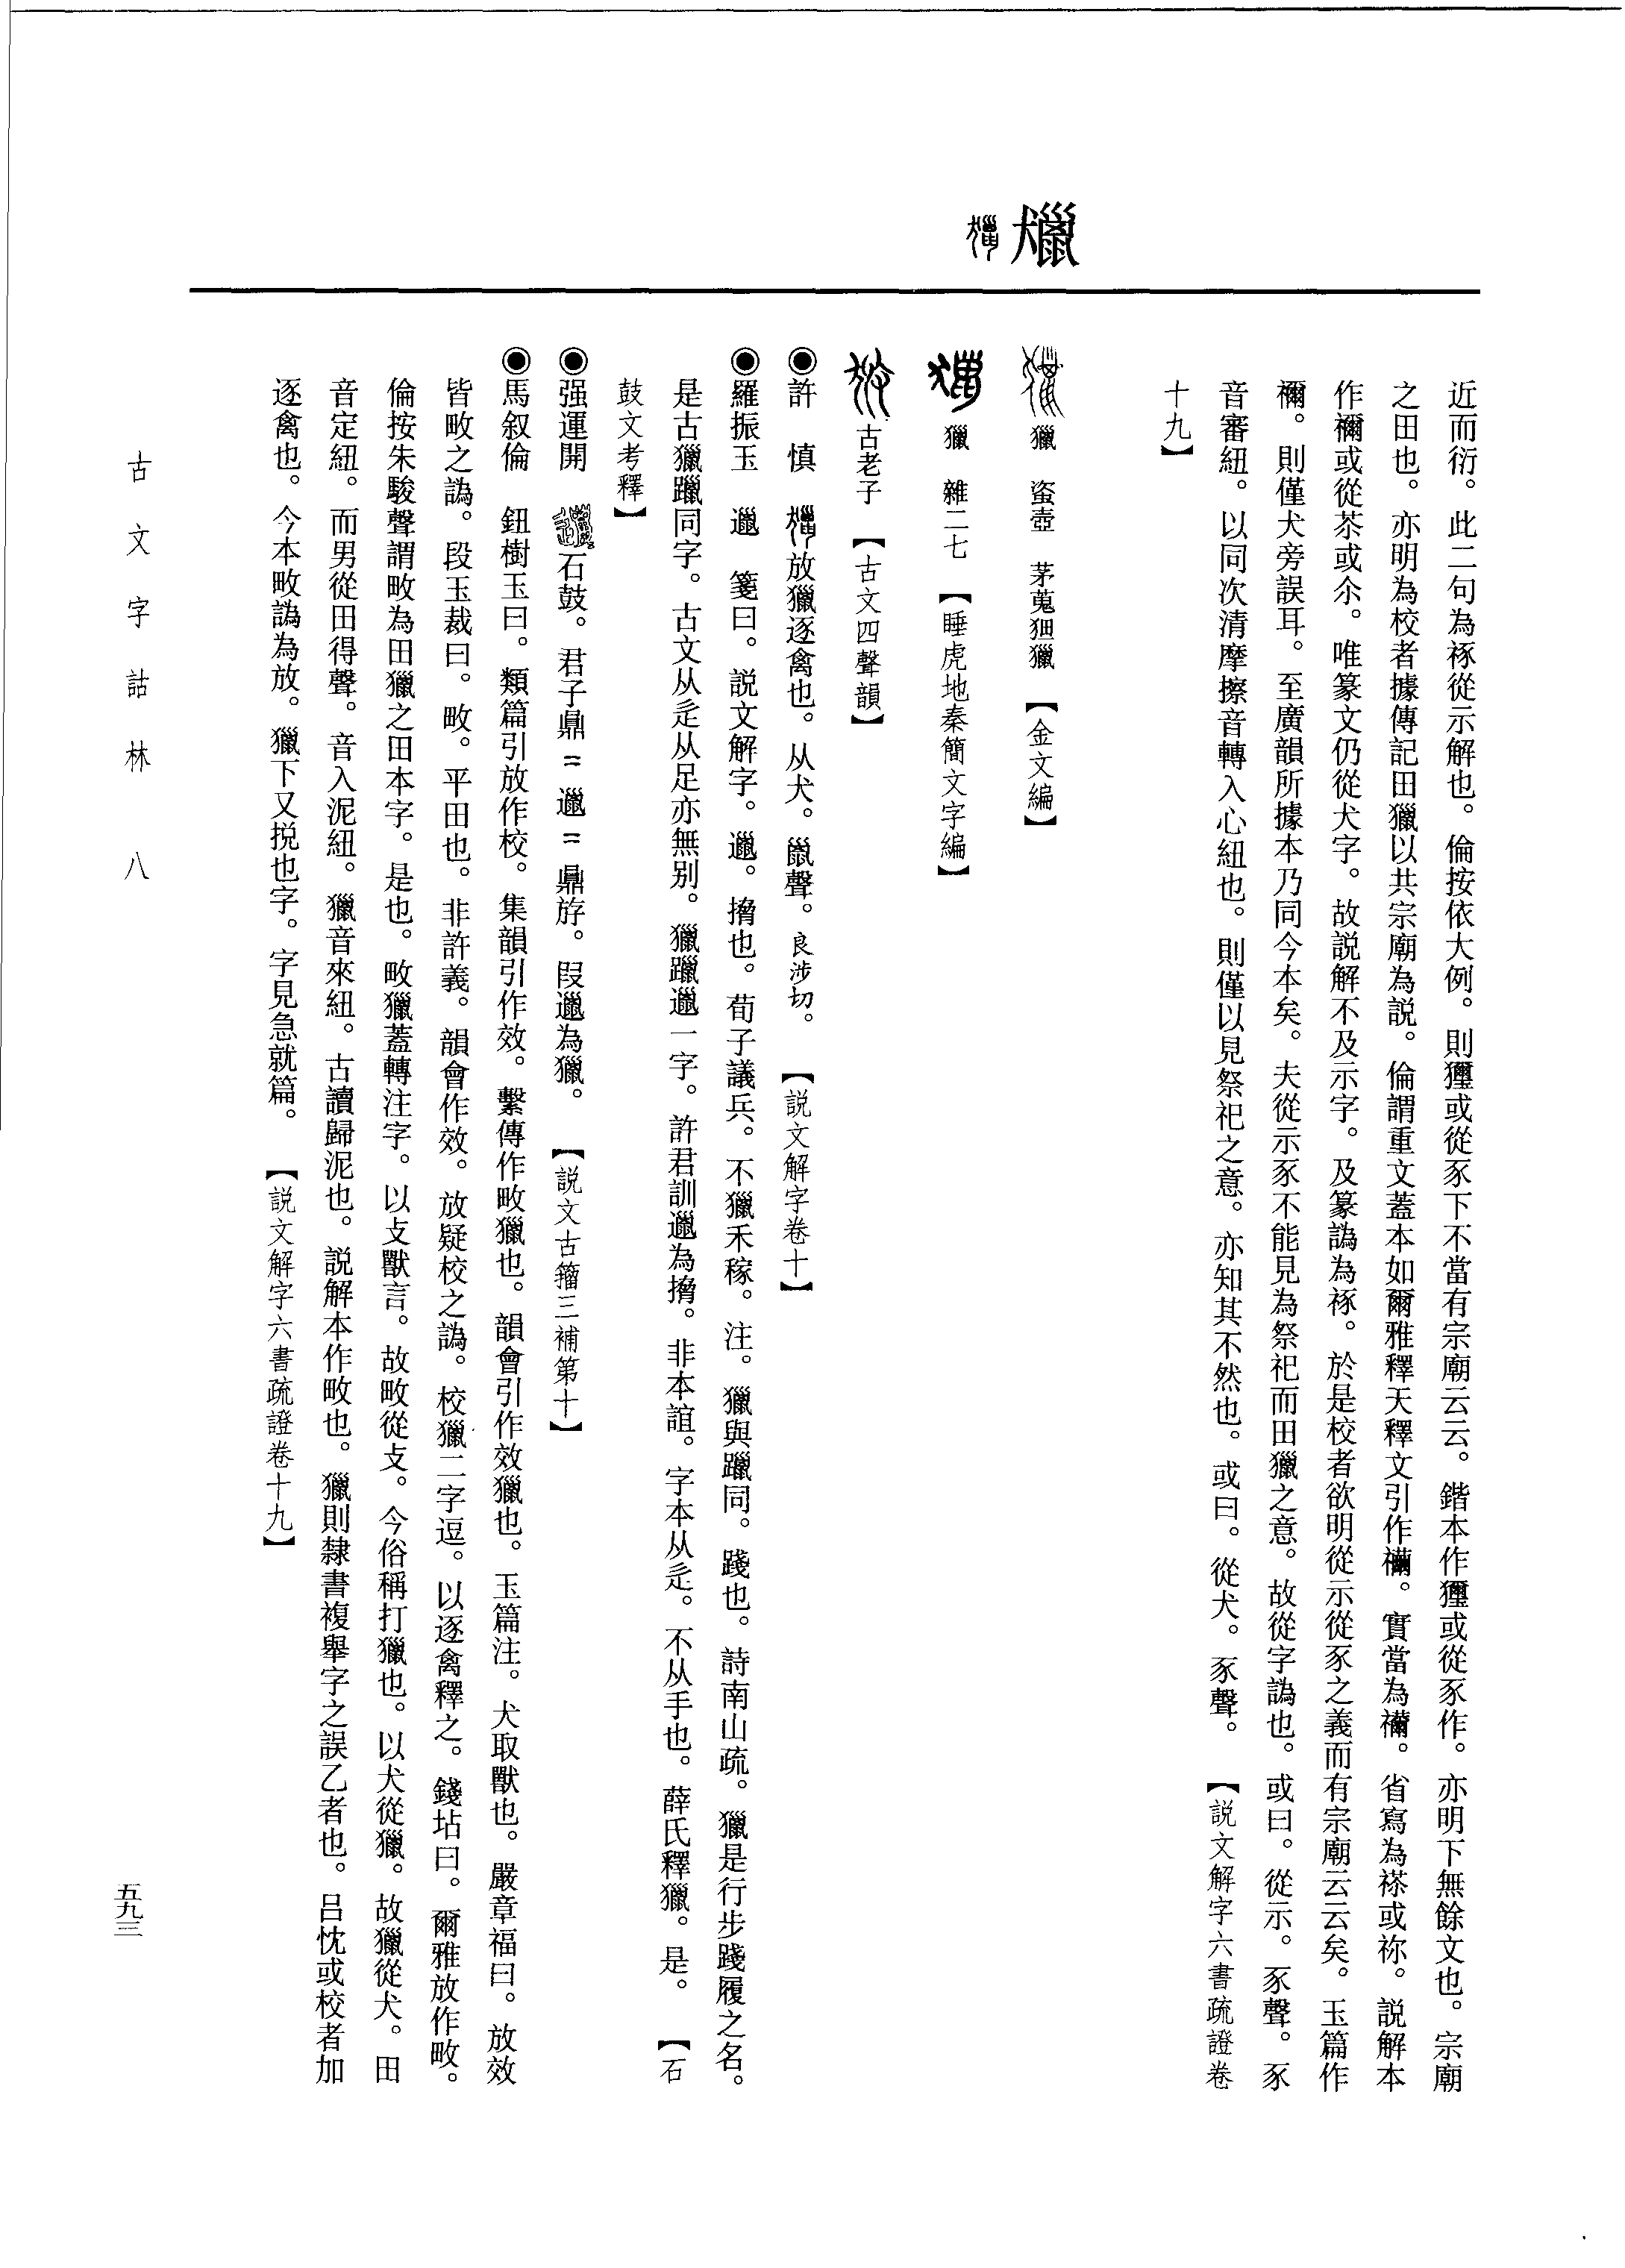 獵
近而衍。此二句為䄖從示解也。倫按依大例。則玃或從豕下不當有宗廟云云。鍇本作玃或從豕作。亦明下無餘文也。宗廟
之田也。亦明為校者據傳記田獵以共宗廟為説。倫謂重文蓋本如爾雅釋天釋文引作禰。實當為禰。省寫為祢或祢。説解本
作禰或從苶或尒。唯篆文仍從犬字。故説解不及示字。及篆譌為䄖。於是校者欲明從示從豕之義而有宗廟云云矣。玉篇作
禰。則僅犬旁誤耳。至廣韻所據本乃同今本矣。夫從示豕不能見為祭祀而田獵之意。故從字譌也。或曰。從示。豕聲。豕
音審紐。以同次清摩擦音轉入心紐也。則僅以見祭祀之意。亦知其不然也。或曰。從犬。豕聲。【説文解字六書疏證卷
十九】
獵 𧊒壺 茅蒐狃獵【金文編】
獵 雜二七【睡虎地秦簡文字編】
古老子【古文四聲韻】
◉許 慎 放獵逐禽也。从犬。巤聲。良涉切。【説文解字卷十】
◉羅振玉 邋 箋曰。説文解字。邋。㩉也。荀子議兵。不獵禾稼。注。獵與躐同。踐也。詩南山疏。獵是行步踐履之名。
是古獵躐同字。古文从辵从足亦無別。獵躐邋一字。許君訓邋為㩉。非本誼。字本从辵。不从手也。薛氏釋獵。是。【石
鼓文考釋】
◉强運開 石鼓。君子鼎＝邋＝鼎斿。叚邋為獵。【説文古籀三補第十】
◉馬叙倫 鈕樹玉曰。類篇引放作校。集韻引作效。繫傳作畋獵也。韻會引作效獵也。玉篇注。犬取獸也。嚴章福曰。放效
皆畋之譌。段玉裁曰。畋。平田也。非許義。韻會作效。放疑校之譌。校獵二字逗。以逐禽釋之。錢坫曰。爾雅放作畋。
倫按朱駿聲謂畋為田獵之田本字。是也。畋獵蓋轉注字。以攴獸言。故畋從攴。今俗稱打獵也。以犬從獵。故獵從犬。田
音定紐。而男從田得聲。音入泥紐。獵音來紐。古讀歸泥也。説解本作畋也。獵則隸書複舉字之誤乙者也。吕忱或校者加
逐禽也。今本畋譌為放。獵下又捝也字。字見急就篇。【説文解字六書疏證卷十九】
古文字詁林 八
五九三